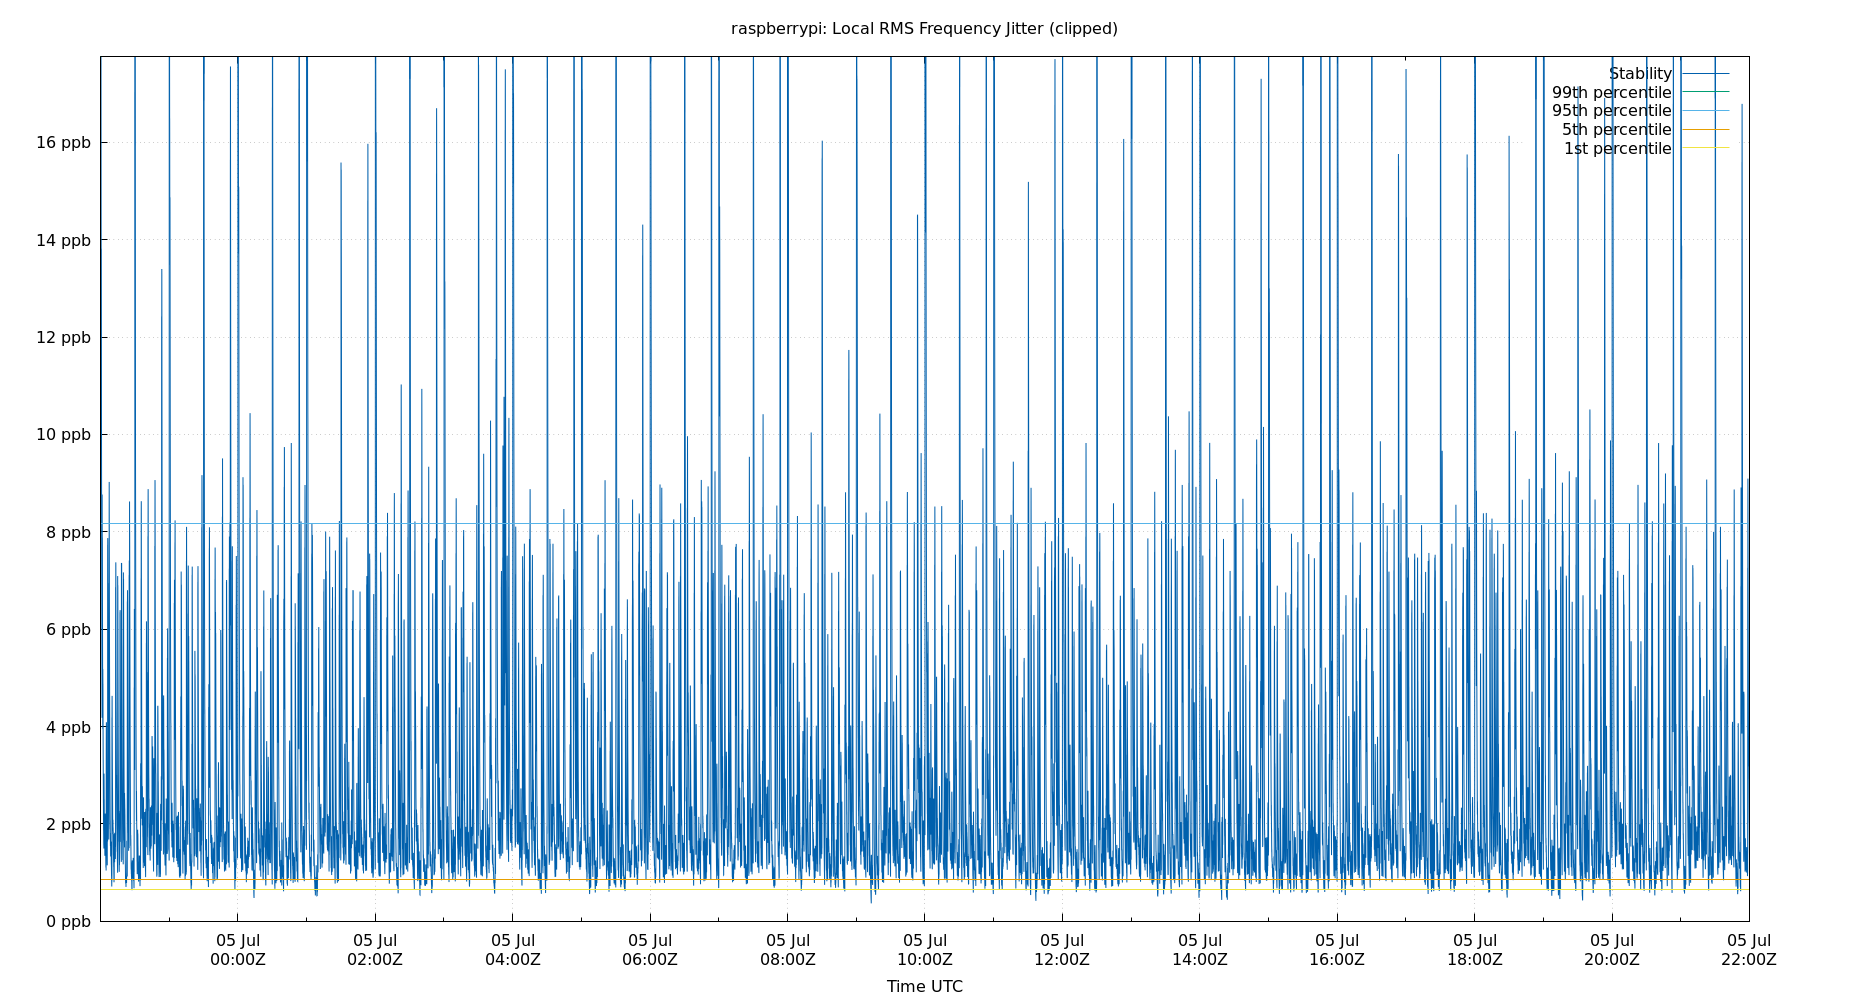 raspberrypi: Local RMS Frequency Jitter (clipped)
Stability
99th percentile
95th percentile
5th percentile
1st percentile
16 ppb
14 ppb
12 ppb
10 ppb
8 ppb
6 ppb
4 ppb
2 ppb
0 ppb
05 Jul 05 Jul 05 Jul 05 Jul 05 Jul 05 Jul 05 Jul 05 Jul 05 Jul 05 Jul 05 Jul 05 Jul
00:00Z 02:00Z 04:00Z 06:00Z 08:00Z 10:00Z 12:00Z 14:00Z 16:00Z 18:00Z 20:00Z 22:00Z
Time UTC